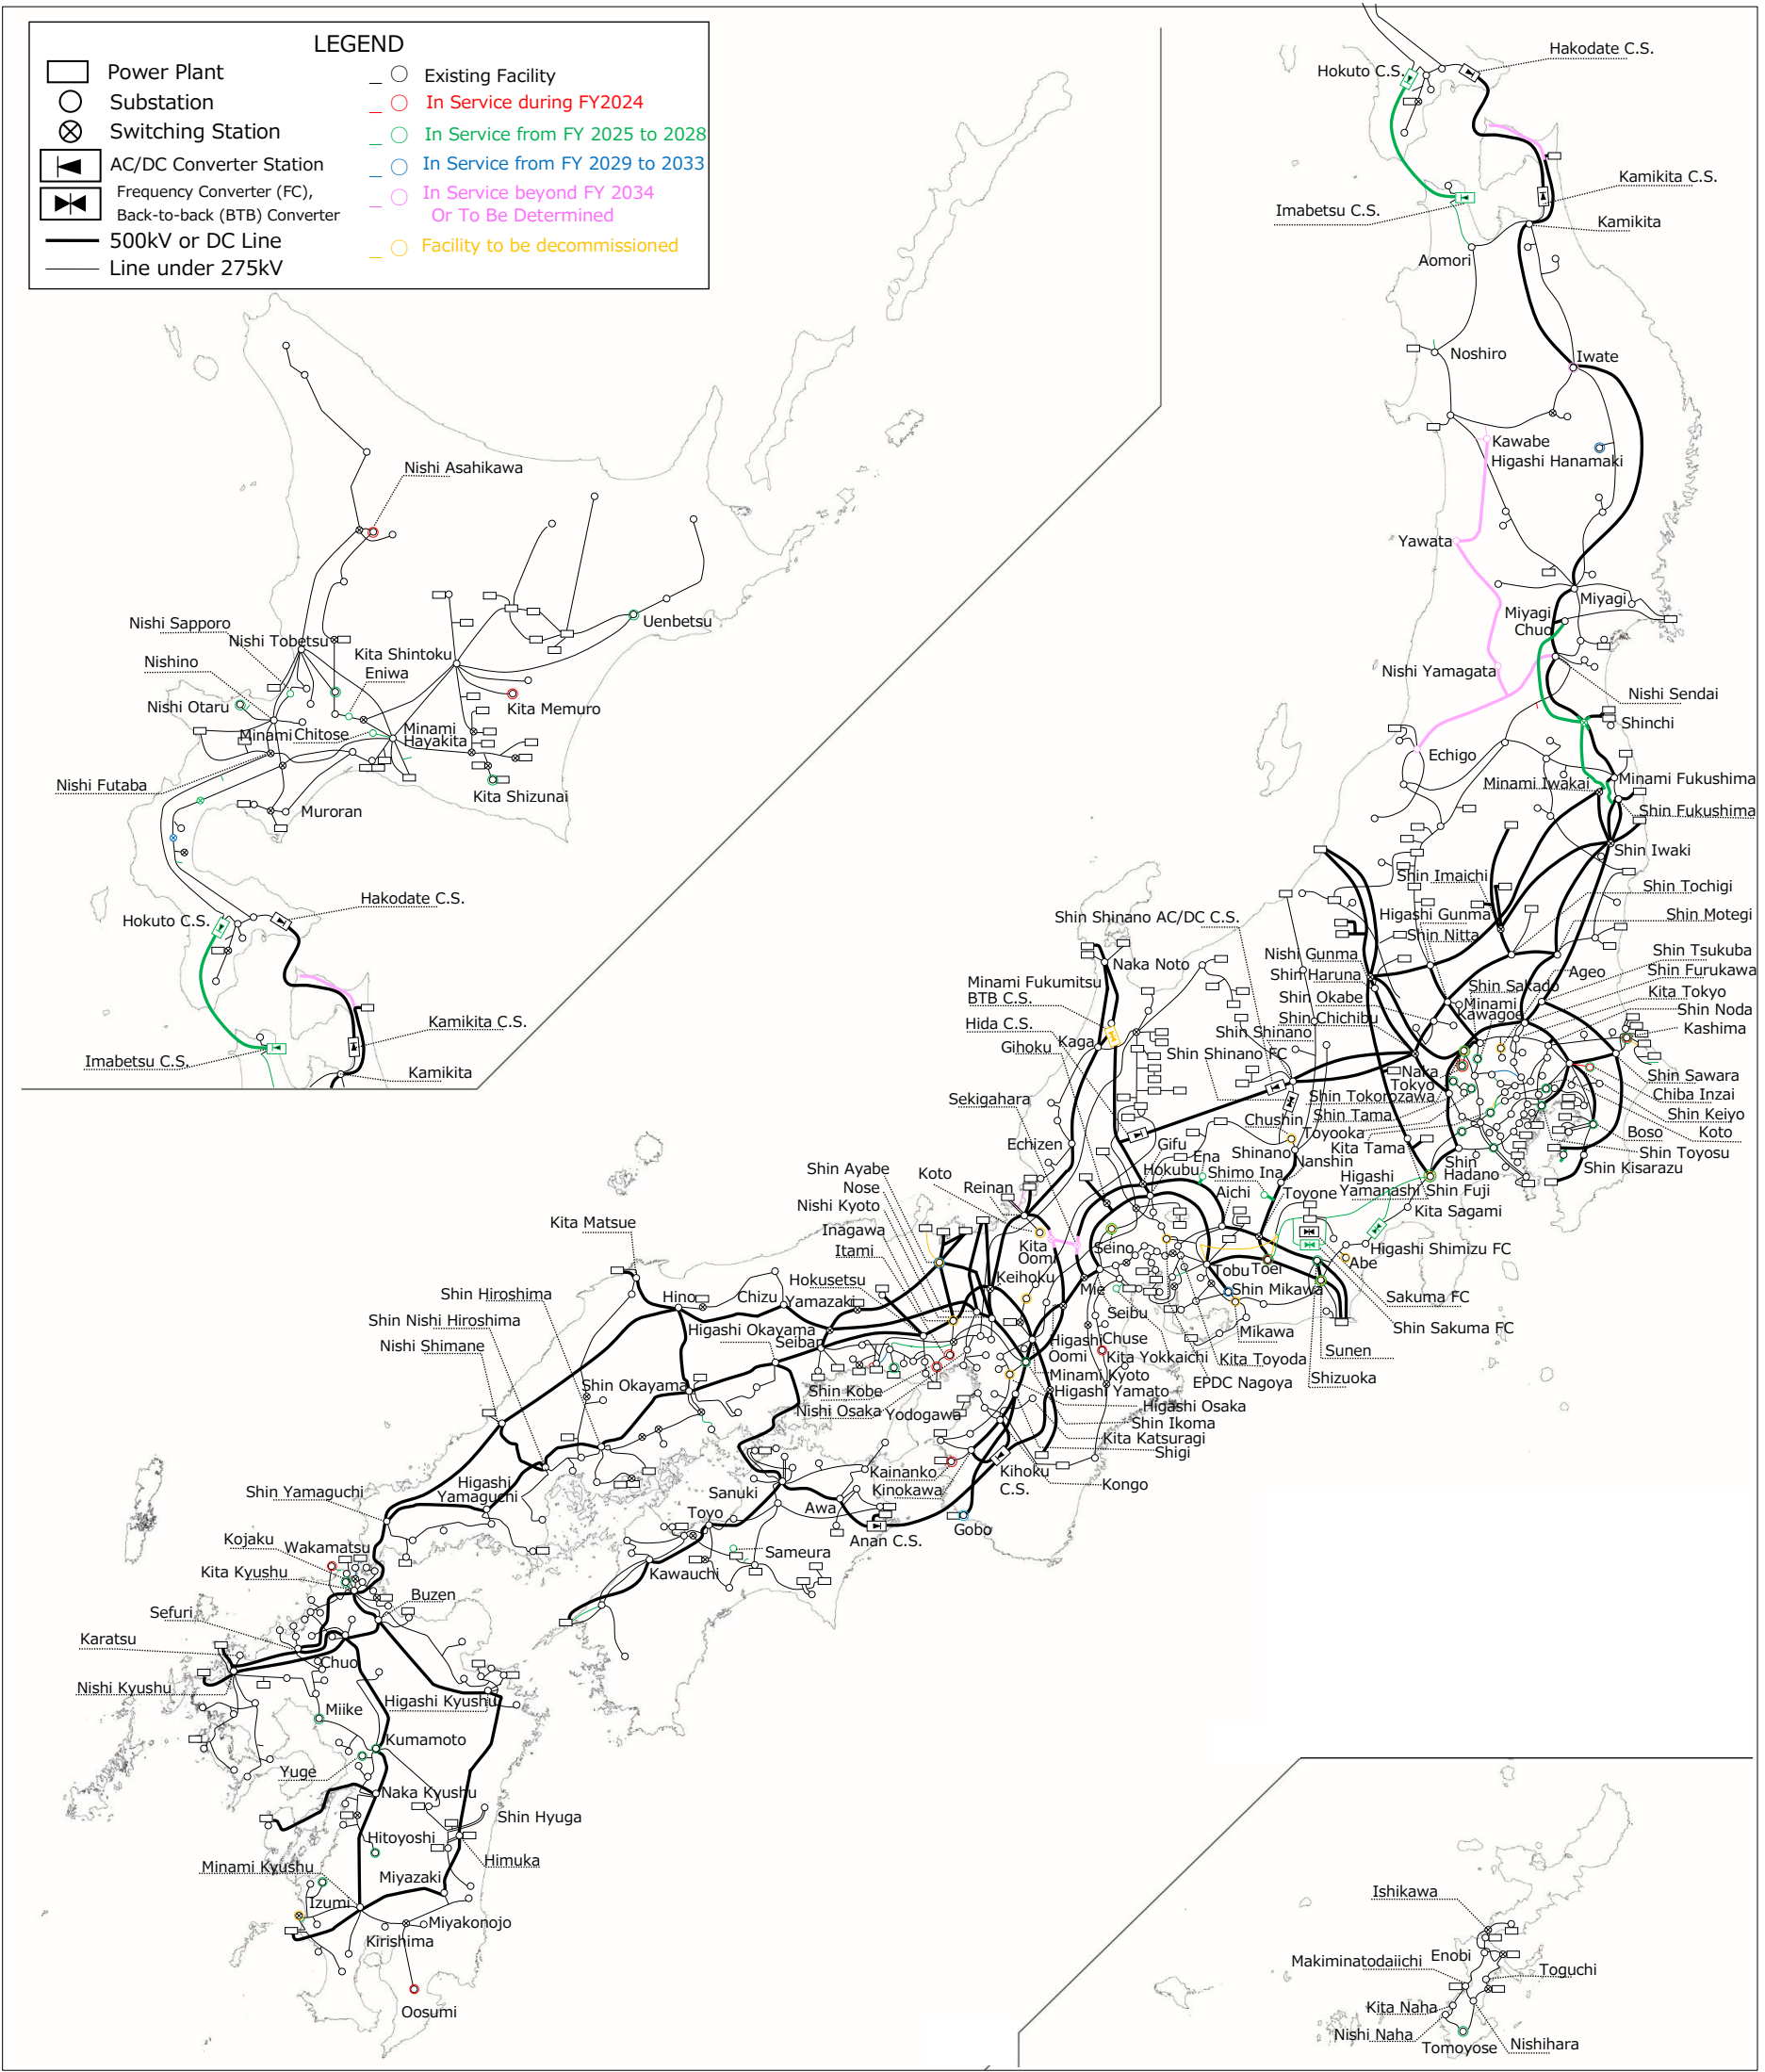 LEGEND
Power Plant
Substation
Switching Station
AC/DC Converter Station
Frequency Converter (FC),
Back-to-back (BTB) Converter
500kV or DC Line
Line under 275kV
Existing Facility
In Service during FY2024
In Service from FY 2025 to 2028
In Service from FY 2029 to 2033
In Service beyond FY 2034
Or To Be Determined
Facility to be decommissioned
Nishi Asahikawa
Nishi Sapporo
Nishi Tobetsu
Nishino
Kita Shintoku
Eniwa
Uenbetsu
Nishi Otaru
Kita Memuro
Minami Chitose
Minami
Hayakita
Nishi Futaba
Kita Shizunai
Muroran
Hakodate C.S.
Hokuto C.S.
Kamikita C.S.
Imabetsu C.S.
Kamikita
Hakodate C.S.
Hokuto C.S.
Kamikita C.S.
Imabetsu C.S.
Kamikita
Aomori
Noshiro
Iwate
Kawabe
Higashi Hanamaki
Yawata
Miyagi
Miyagi
Chuo
Nishi Yamagata
Nishi Sendai
Shinchi
Echigo
Minami Iwakai
Minami Fukushima
Shin Fukushima
Shin Iwaki
Shin Imaichi
Shin Tochigi
Higashi Gunma
Shin Motegi
Shin Nitta
Shin Shinano AC/DC C.S.
Nishi Gunma
Shin Tsukuba
Naka Noto
Shin Haruna
Ageo
Shin Furukawa
Minami Fukumitsu
BTB C.S.
Shin Okabe
Shin Sakado
Kita Tokyo
Minami
Kawagoe
Shin Noda
Hida C.S.
Shin Chichibu
Kashima
Gihoku
Kaga
Shin Shinano
Shin Shinano FC
Naka
Tokyo
Shin Sawara
Sekigahara
Shin Tokorozawa
Chiba Inzai
Shin Tama
Shin Keiyo
Chushin
Toyooka
Boso
Koto
Echizen
Gifu
Kita Tama
Shin Toyosu
Ena
Shinano
Nanshin
Shin
Hadano
Shin Kisarazu
Shin Ayabe
Koto
Hokubu
Shimo Ina
Higashi
Yamanashi
Shin Fuji
Nose
Reinan
Aichi
Toyone
Nishi Kyoto
Kita Sagami
Kita Matsue
Inagawa
Kita
Oomi
Seino
Higashi Shimizu FC
Itami
Abe
Hokusetsu
Keihoku
Mie
Tobu
Toei
Shin Mikawa
Sakuma FC
Shin Hiroshima
Hino
Chizu
Yamazaki
Seibu
Shin Sakuma FC
Shin Nishi Hiroshima
Higashi Okayama
Seiban
Mikawa
Nishi Shimane
Higashi
Oomi
Chuse
Sunen
Kita Yokkaichi
Kita Toyoda
Minami Kyoto
EPDC Nagoya
Shizuoka
Shin Okayama
Shin Kobe
Higashi Yamato
Nishi Osaka
Yodogawa
Higashi Osaka
Shin Ikoma
Kita Katsuragi
Shigi
Kainanko
Kihoku
C.S.
Kongo
Kinokawa
Higashi
Yamaguchi
Sanuki
Shin Yamaguchi
Awa
Toyo
Gobo
Anan C.S.
Kojaku
Wakamatsu
Sameura
Kita Kyushu
Kawauchi
Buzen
Sefuri
Karatsu
Chuo
Nishi Kyushu
Higashi Kyushu
Miike
Kumamoto
Yuge
Naka Kyushu
Shin Hyuga
Hitoyoshi
Himuka
Minami Kyushu
Miyazaki
Izumi
Miyakonojo
Kirishima
Oosumi
Ishikawa
Enobi
Makiminatodaiichi
Toguchi
Kita Naha
Nishi Naha
Nishihara
Tomoyose